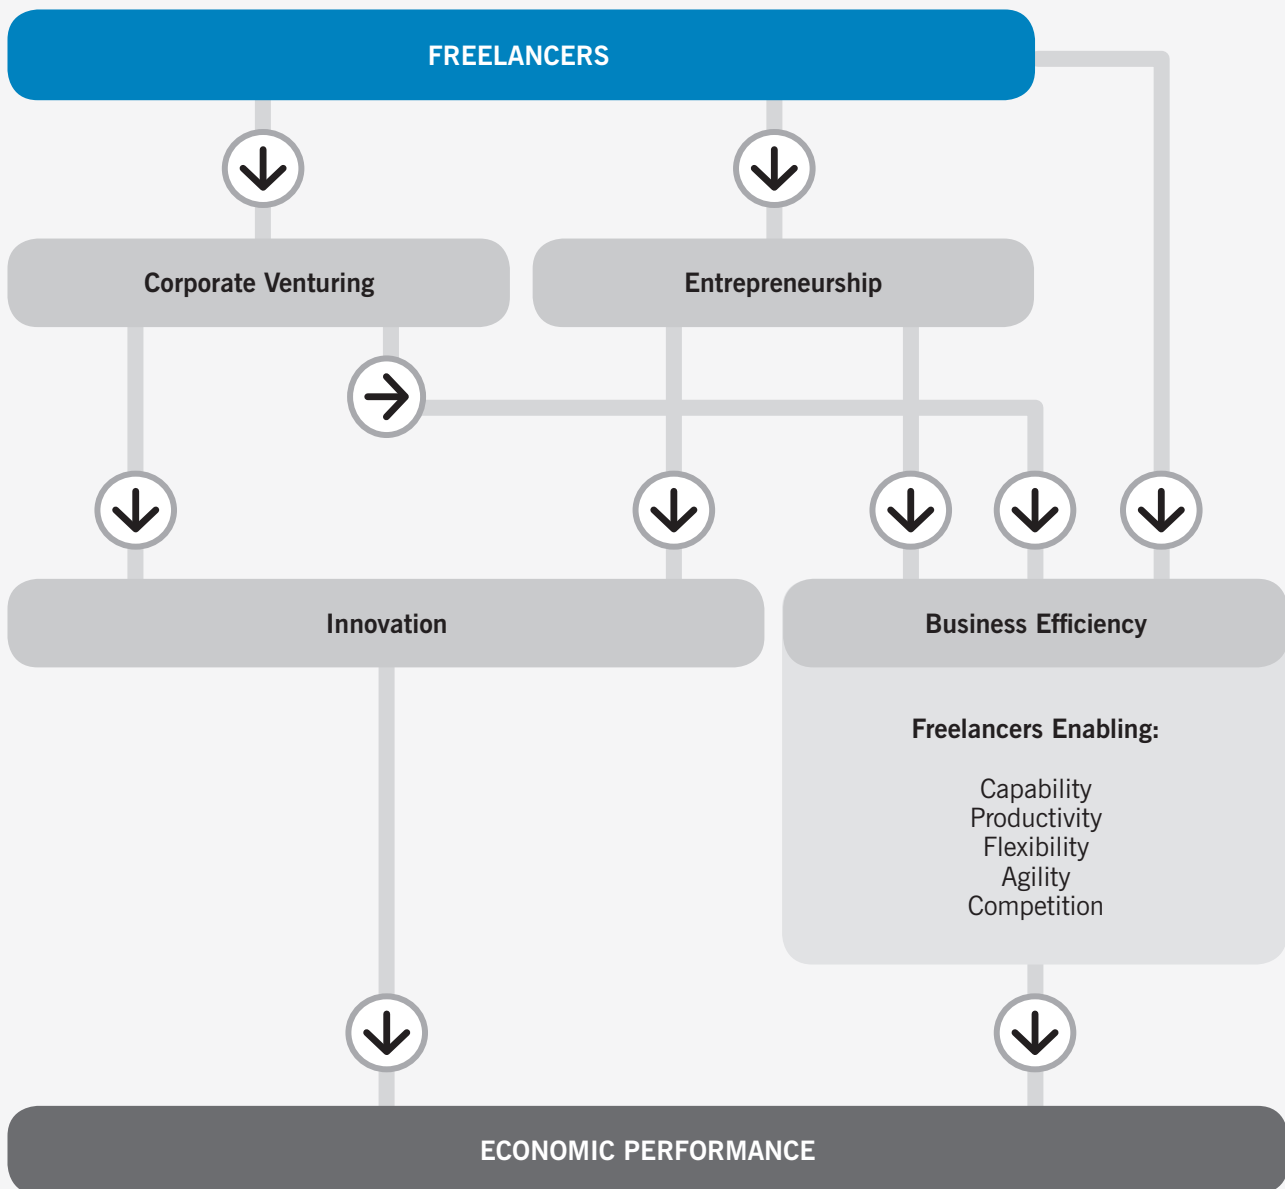 FREELANCERS
Corporate Venturing
Entrepreneurship
Innovation
Business Efficiency
Freelancers Enabling:
Capability
Productivity
Flexibility
Agility
Competition
ECONOMIC PERFORMANCE